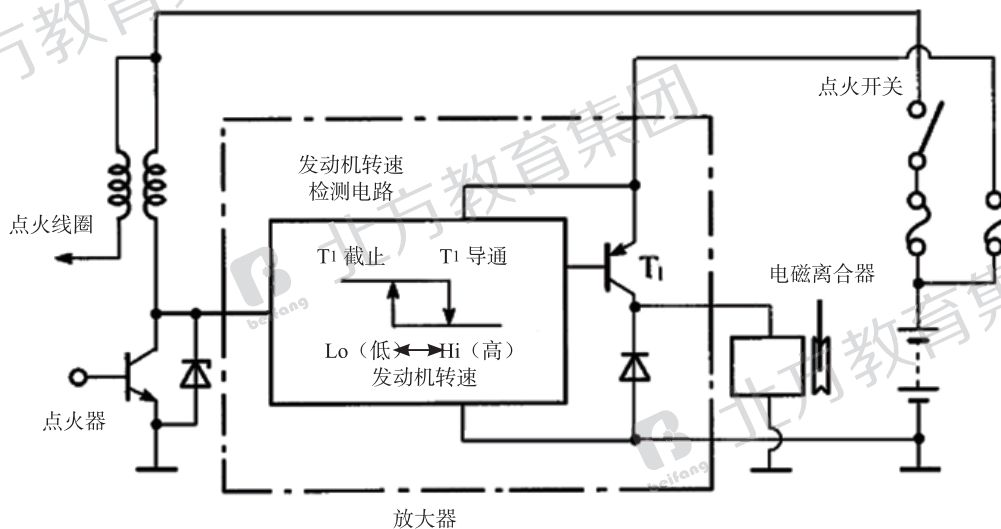 点火开关
发动机转速
检测电路
点火线圈
T1 截止 T1 导通
T1
电磁离合器
Lo（低） Hi（高）
发动机转速
点火器
放大器
北方教育集团
beifang
北方教育集团
beifang
北方教育集团